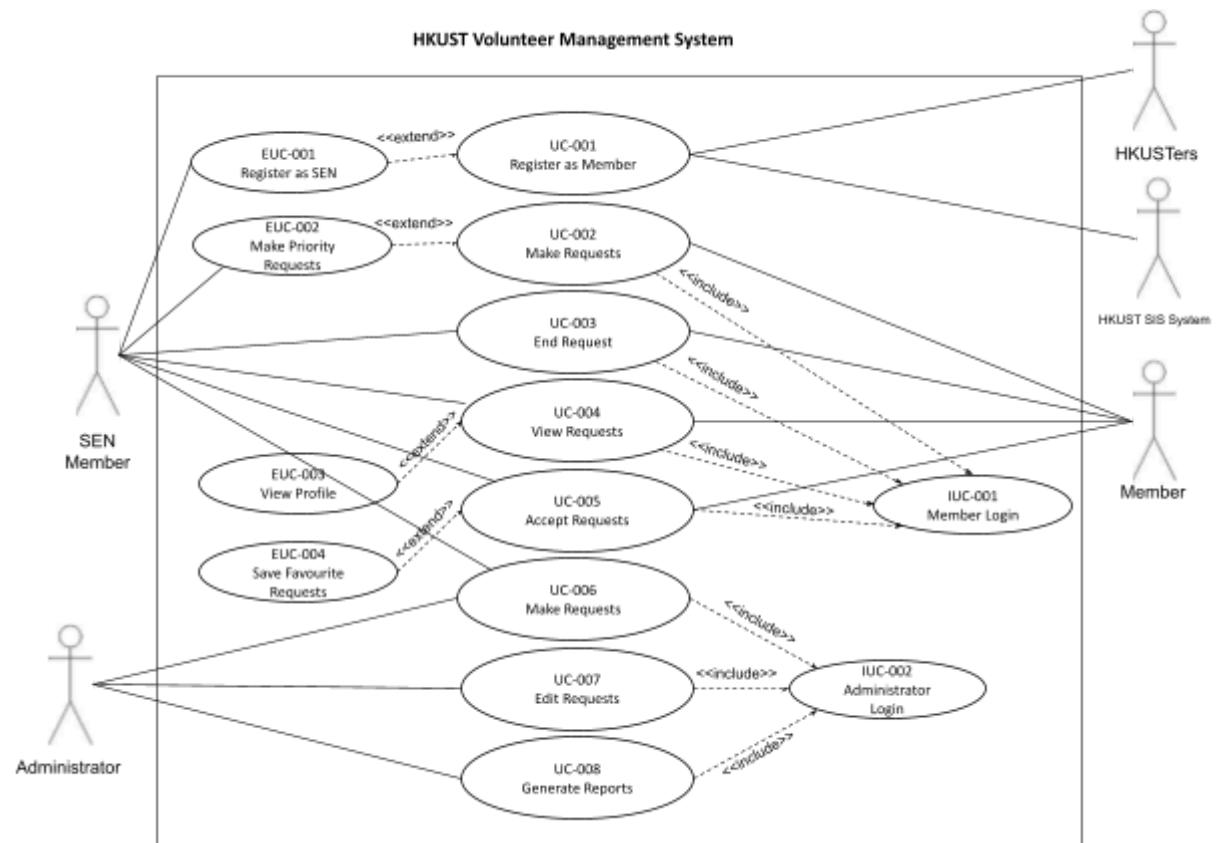 HKUST Volunteer Management System
HKUSTers
<<extend>>
EUC-001
Register as SEN
UC-001
Register as Member
<<extend>>
EUC-002
Make Priority
Requests
UC-002
Make Requests
<<include>>
HKUST SIS System
UC-003
End Request
<<include>>
SEN
Member
UC-004
View Requests
<<extend>>
<<include>>
Member
EUC-003
View Profile
UC-005
Accept Requests
<<include>>
IUC-001
Member Login
<<extend>>
EUC-004
Save Favourite
Requests
UC-006
Make Requests
<<include>>
Administrator
UC-007
Edit Requests
<<include>>
IUC-002
Administrator
Login
UC-008
Generate Reports
<<include>>